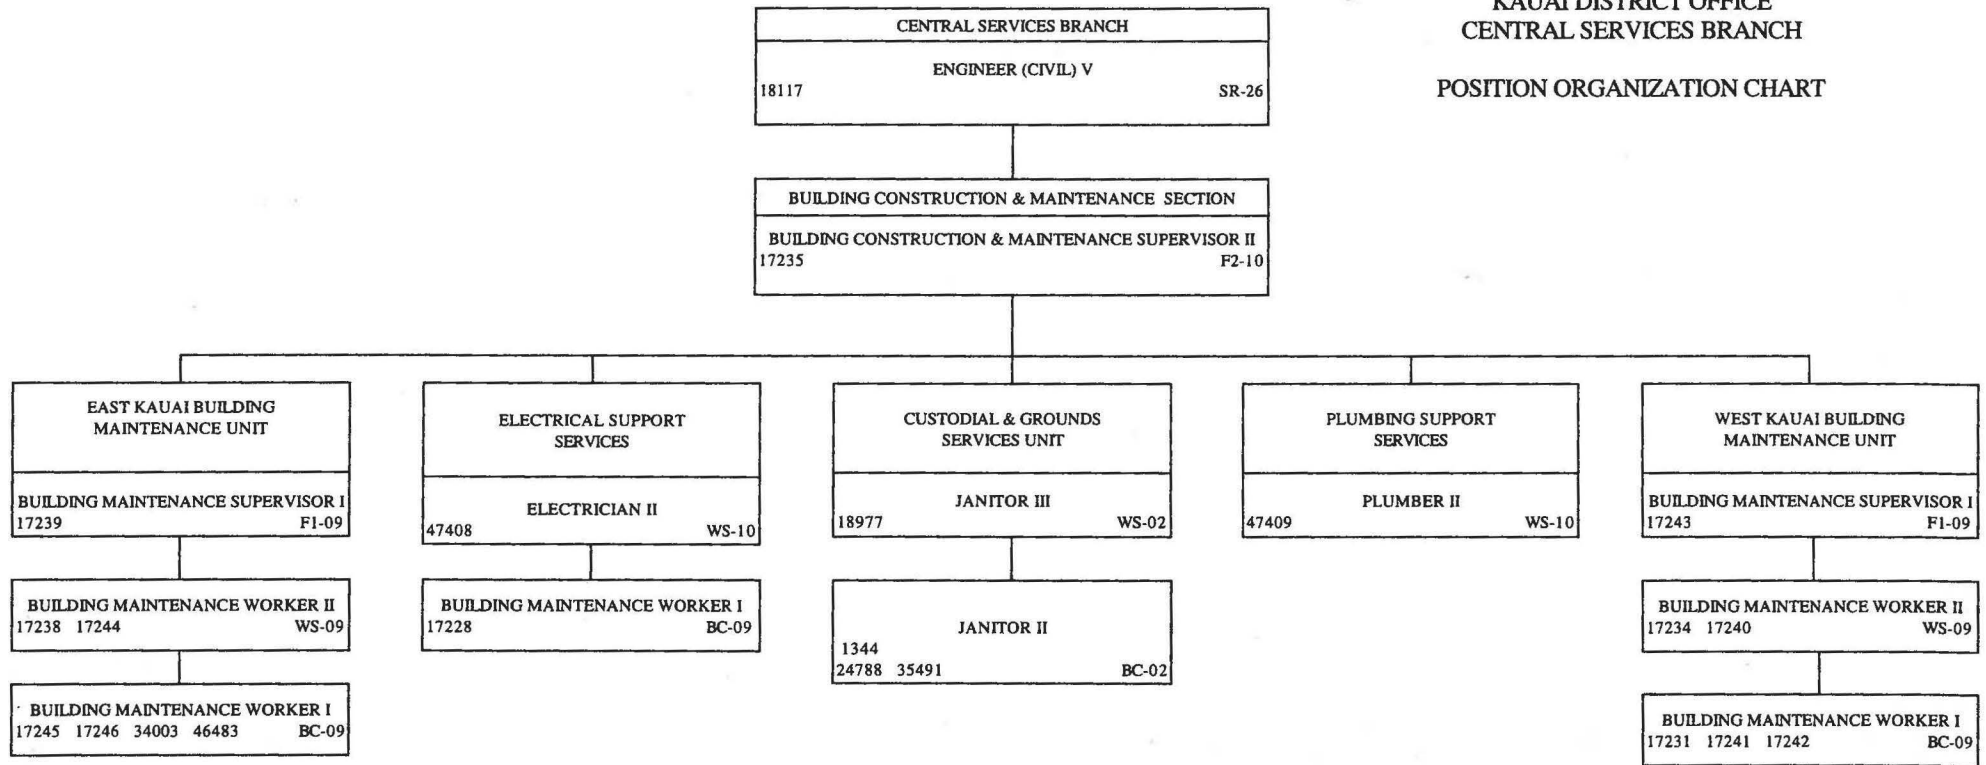 KAUAI DISTRICT OFFICE
CENTRAL SERVICES BRANCH
POSITION ORGANIZATION CHART
CENTRAL SERVICES BRANCH
ENGINEER (CIVIL) V
18117 SR-26
BUILDING CONSTRUCTION & MAINTENANCE SECTION
BUILDING CONSTRUCTION & MAINTENANCE SUPERVISOR II
17235 F2-10
EAST KAUAI BUILDING
MAINTENANCE UNIT
BUILDING MAINTENANCE SUPERVISOR I
17239 F1-09
BUILDING MAINTENANCE WORKER II
17238 17244 WS-09
BUILDING MAINTENANCE WORKER I
17245 17246 34003 46483 BC-09
ELECTRICAL SUPPORT
SERVICES
ELECTRICIAN II
47408 WS-10
BUILDING MAINTENANCE WORKER I
17228 BC-09
CUSTODIAL & GROUNDS
SERVICES UNIT
JANITOR III
18977 WS-02
JANITOR II
1344
24788 35491 BC-02
PLUMBING SUPPORT
SERVICES
PLUMBER II
47409 WS-10
WEST KAUAI BUILDING
MAINTENANCE UNIT
BUILDING MAINTENANCE SUPERVISOR I
17243 F1-09
BUILDING MAINTENANCE WORKER II
17234 17240 WS-09
BUILDING MAINTENANCE WORKER I
17231 17241 17242 BC-09